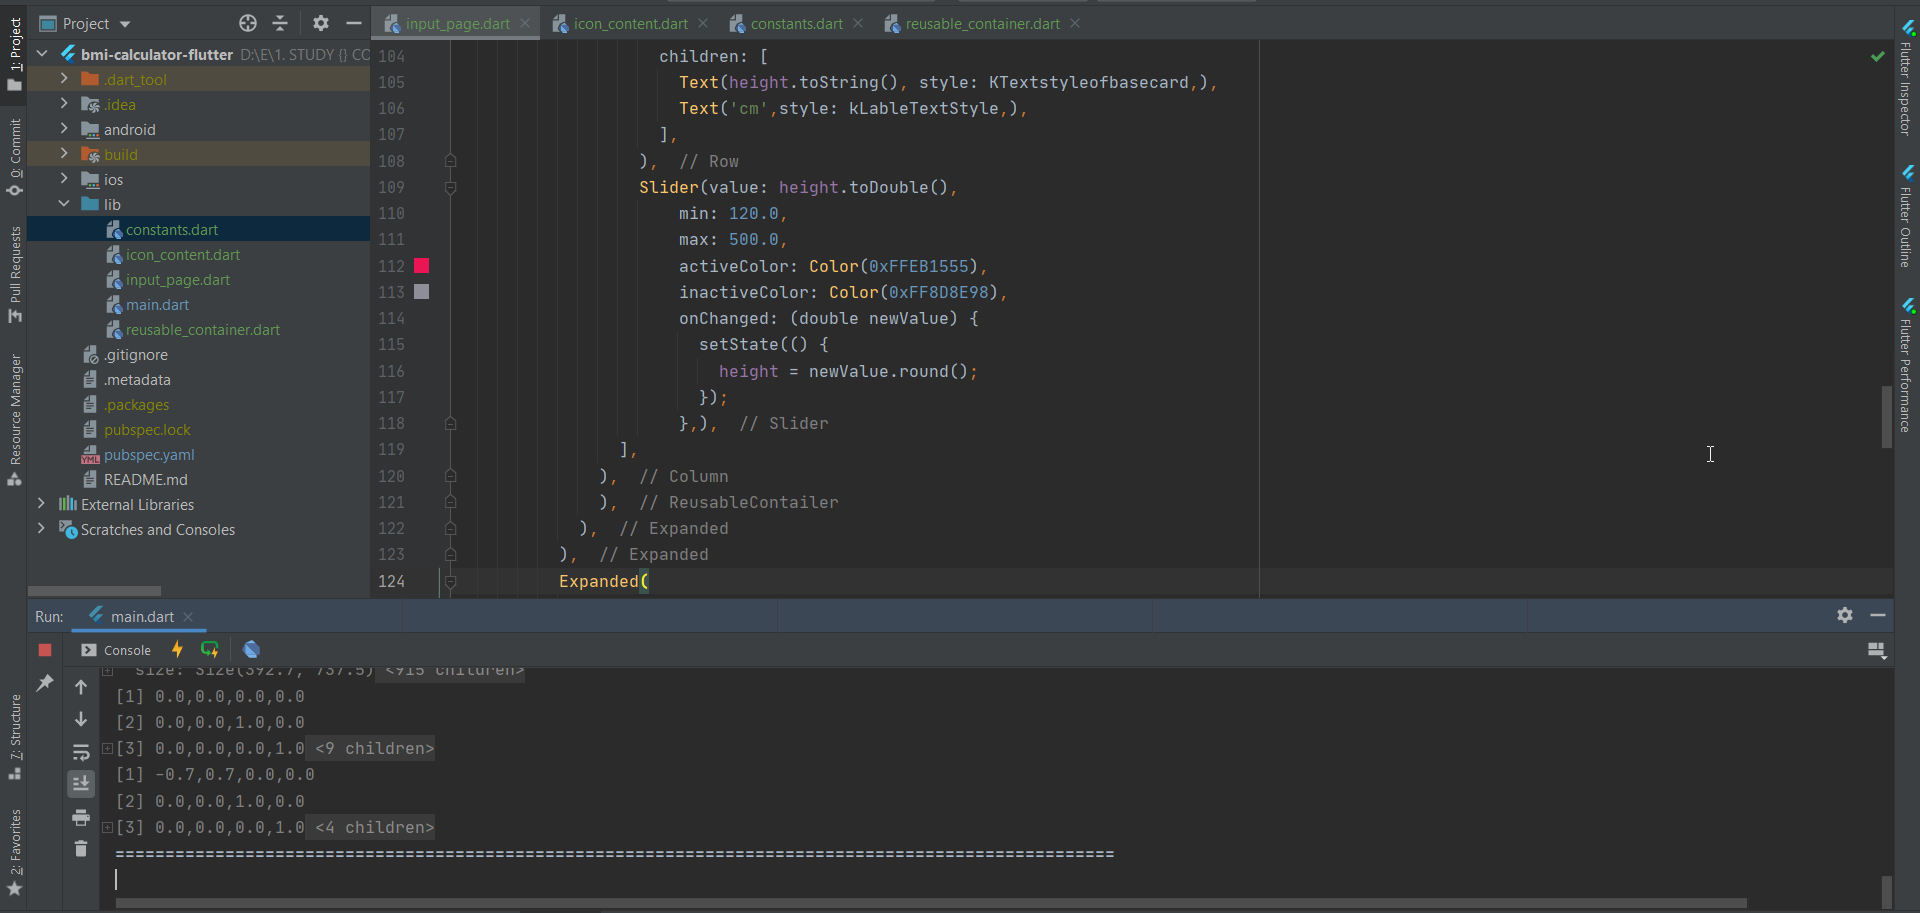 Project
input_page.dart
icon_content.dart
constants.dart
reusable_container.dart
1: Project
0: Commit
Pull Requests
Resource Manager
7: Structure
2: Favorites
bmi-calculator-flutter D:\E\1. STUDY {} CO
.dart_tool
.idea
android
build
ios
lib
constants.dart
icon_content.dart
input_page.dart
main.dart
reusable_container.dart
.gitignore
.metadata
.packages
pubspec.lock
pubspec.yaml
README.md
External Libraries
Scratches and Consoles
104 children: [
105 Text(height.toString(), style: KTextstyleofbasecard,),
106 Text('cm',style: kLableTextStyle,),
107 ],
108 ), // Row
109 Slider(value: height.toDouble(),
110 min: 120.0,
111 max: 500.0,
112 activeColor: Color(0xFFEB1555),
113 inactiveColor: Color(0xFF8D8E98),
114 onChanged: (double newValue) {
115 setState(() {
116 height = newValue.round();
117 });
118 },), // Slider
119 ],
120 ), // Column
121 ), // ReusableContailer
122 ), // Expanded
123 ), // Expanded
124 Expanded(
Flutter Inspector
Flutter Outline
Flutter Performance
Run: main.dart
Console
size: Size(392.7, 737.5) <915 children>
[1] 0.0,0.0,0.0,0.0
[2] 0.0,0.0,1.0,0.0
[3] 0.0,0.0,0.0,1.0 <9 children>
[1] -0.7,0.7,0.0,0.0
[2] 0.0,0.0,1.0,0.0
[3] 0.0,0.0,0.0,1.0 <4 children>
====================================================================================================